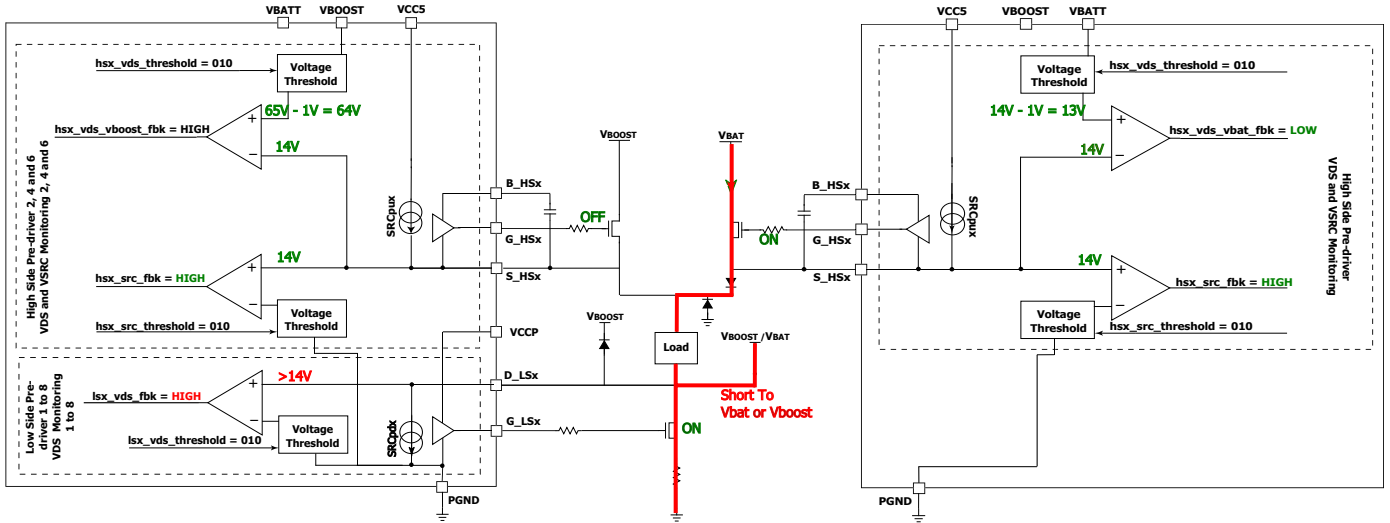 VBATT
VBOOST
VCC5
VCC5
VBOOST
VBATT
hsx_vds_threshold = 010
Voltage
Threshold
65V - 1V = 64V
hsx_vds_vboost_fbk = HIGH
+
−
14V
High Side Pre-driver 2, 4 and 6
VDS and VSRC Monitoring 2, 4 and 6
SRCpux
B_HSx
G_HSx
S_HSx
OFF
14V
+
−
hsx_src_fbk = HIGH
Voltage
Threshold
hsx_src_threshold = 010
VCCP
Low Side Pre-
driver 1 to 8
VDS Monitoring
1 to 8
>14V
+
−
lsx_vds_fbk = HIGH
Voltage
Threshold
lsx_vds_threshold = 010
SRCpdx
D_LSx
G_LSx
PGND
VBOOST
VBAT
ON
VBOOST
Load
VBOOST /VBAT
Short To
Vbat or Vboost
ON
B_HSx
G_HSx
S_HSx
SRCpux
Voltage
Threshold
hsx_vds_threshold = 010
14V - 1V = 13V
+
−
14V
hsx_vds_vbat_fbk = LOW
High Side Pre-driver
VDS and VSRC Monitoring
14V
+
−
hsx_src_fbk = HIGH
Voltage
Threshold
hsx_src_threshold = 010
PGND